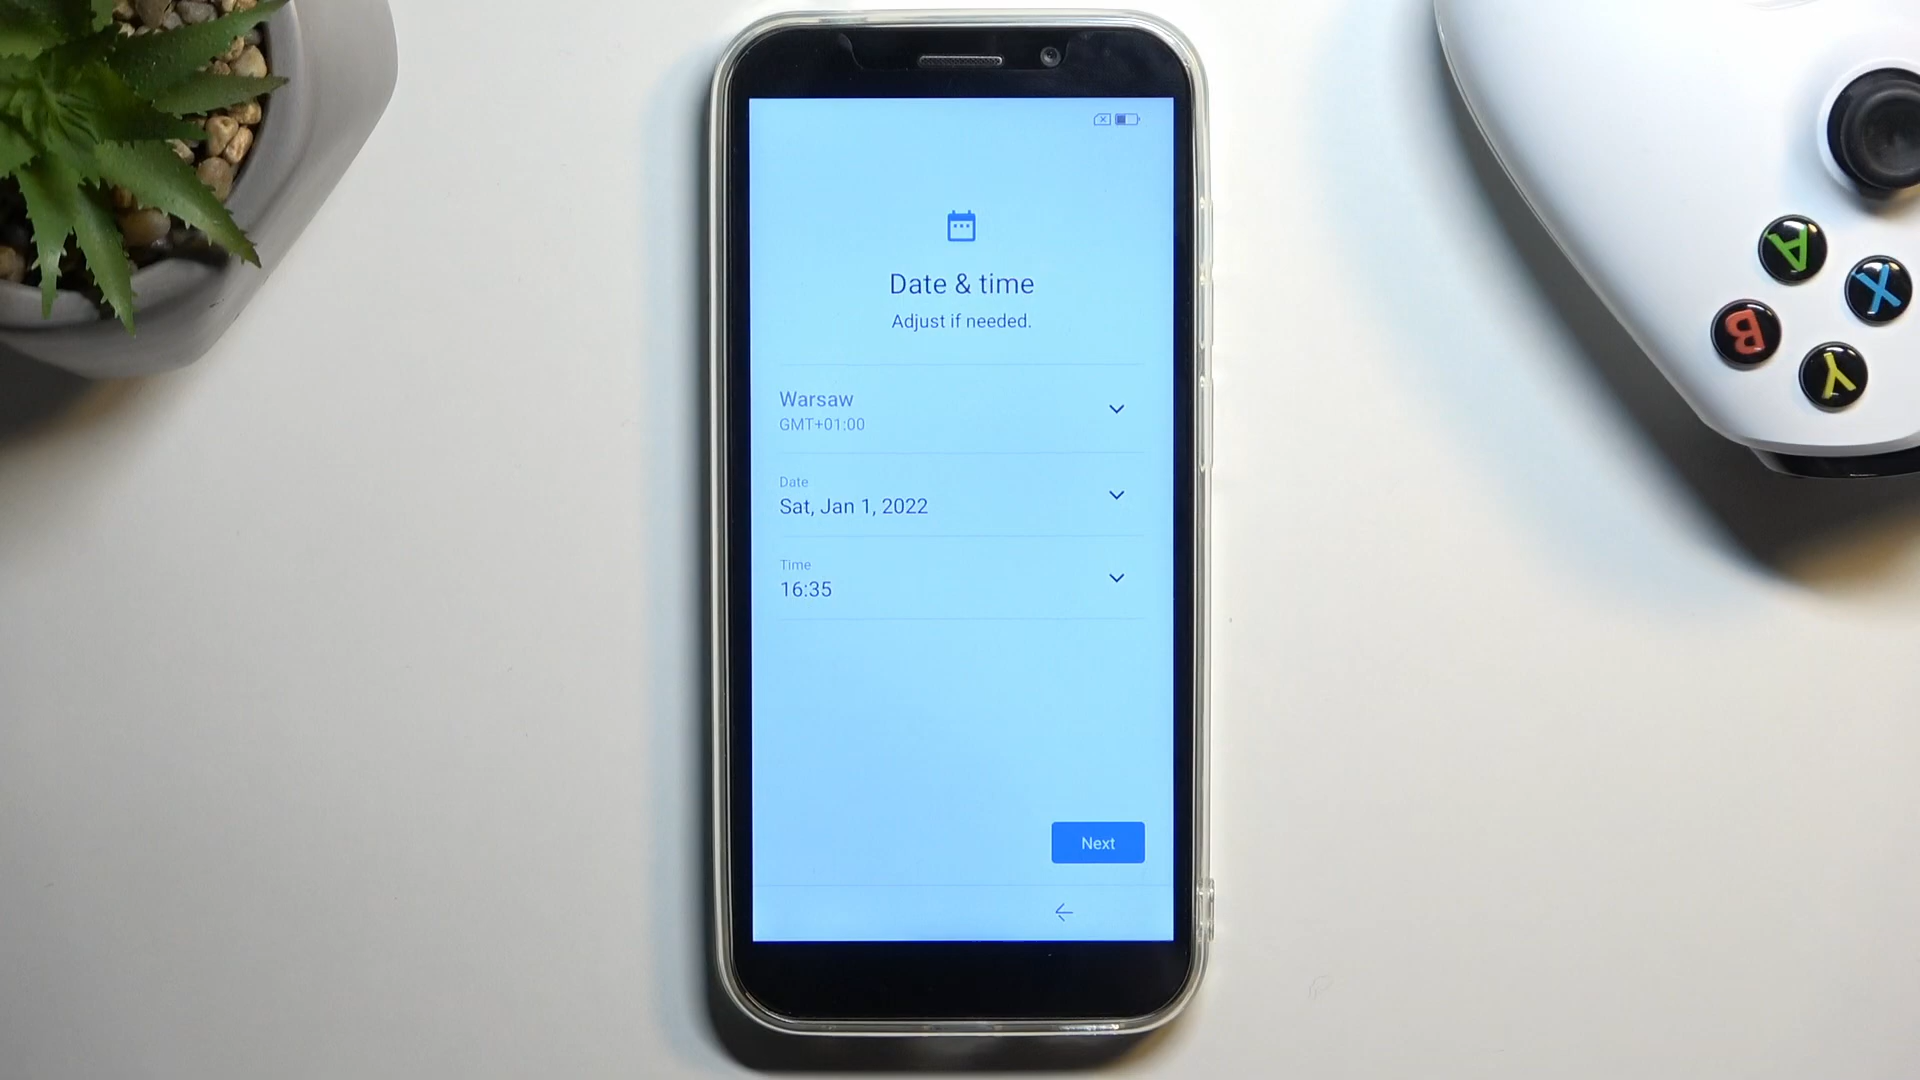 Date & time
Adjust if needed.
Warsaw
GMT+01:00
Date
Sat, Jan 1, 2022
Time
16:35
Next
A
X
B
Y